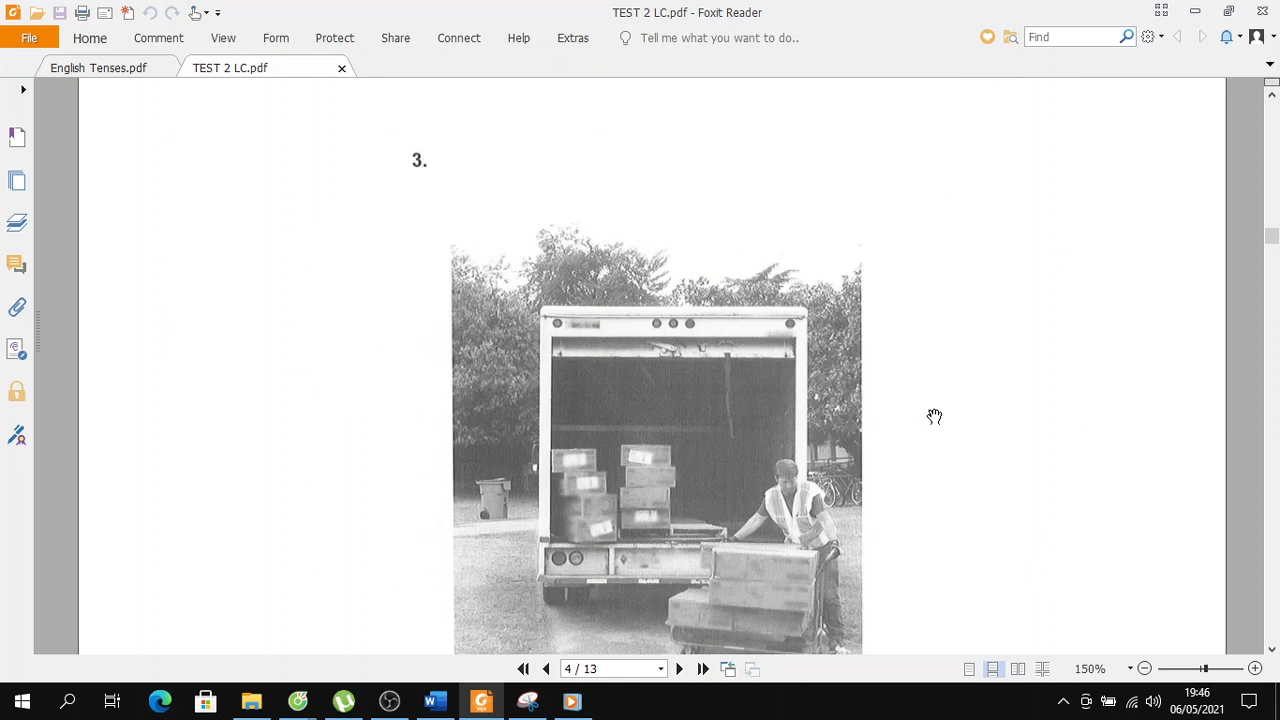 TEST 2 LC.pdf - Foxit Reader
File Home Comment View Form Protect Share Connect Help Extras Tell me what you want to do.. Find
English Tenses.pdf TEST 2 LC.pdf
3.
4 / 13
150%
19:46
06/05/2021